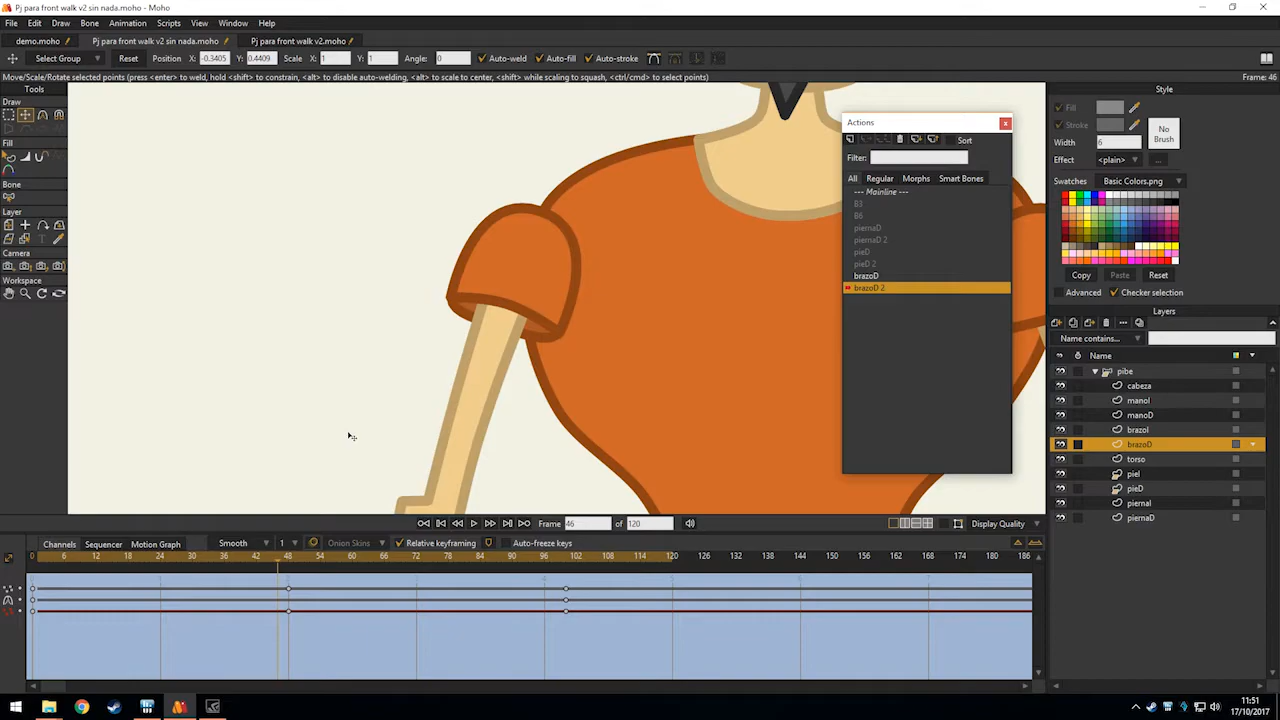 Pj para front walk v2 sin nada.moho - Moho
File Edit Draw Bone Animation Scripts View Window Help
demo.moho Pj para front walk v2 sin nada.moho Pj para front walk v2.moho
Select Group Reset Position X: -0.3405 Y: 0.4409 Scale X: 1 Y: 1 Angle: 0 Auto-weld Auto-fill Auto-stroke
Move/Scale/Rotate selected points (press <enter> to weld, hold <shift> to constrain, <alt> to disable auto-welding, <alt> to scale to center, <shift> while scaling to squash, <ctrl/cmd> to select points) Frame: 46
Tools
Draw
Fill
Bone
Layer
Camera
Workspace
Actions
Sort
Filter:
All Regular Morphs Smart Bones
--- Mainline ---
B3
B6
piernaD
piernaD 2
pieD
pieD 2
brazoD
brazoD 2
Style
Fill
Stroke
No Brush
Width 6
Effect <plain> ...
Swatches Basic Colors.png
Copy Paste Reset
Advanced Checker selection
Layers
Name contains...
Name
pibe
cabeza
manoI
manoD
brazoI
brazoD
torso
pieI
pieD
piernaI
piernaD
Frame 46 of 120 Display Quality
Channels Sequencer Motion Graph Smooth 1 Onion Skins Relative keyframing Auto-freeze keys
0 6 12 18 24 30 36 42 48 54 60 66 72 78 84 90 96 102 108 114 120 126 132 138 144 150 156 162 168 174 180 186
11:51
17/10/2017